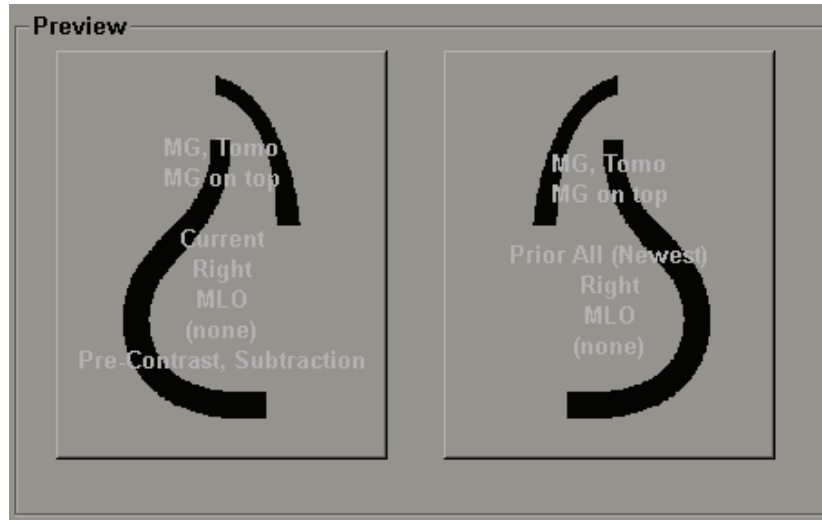 Preview
MG, Tomo
MG on top
Current
Right
MLO
(none)
Pre-Contrast, Subtraction
MG, Tomo
MG on top
Prior All (Newest)
Right
MLO
(none)